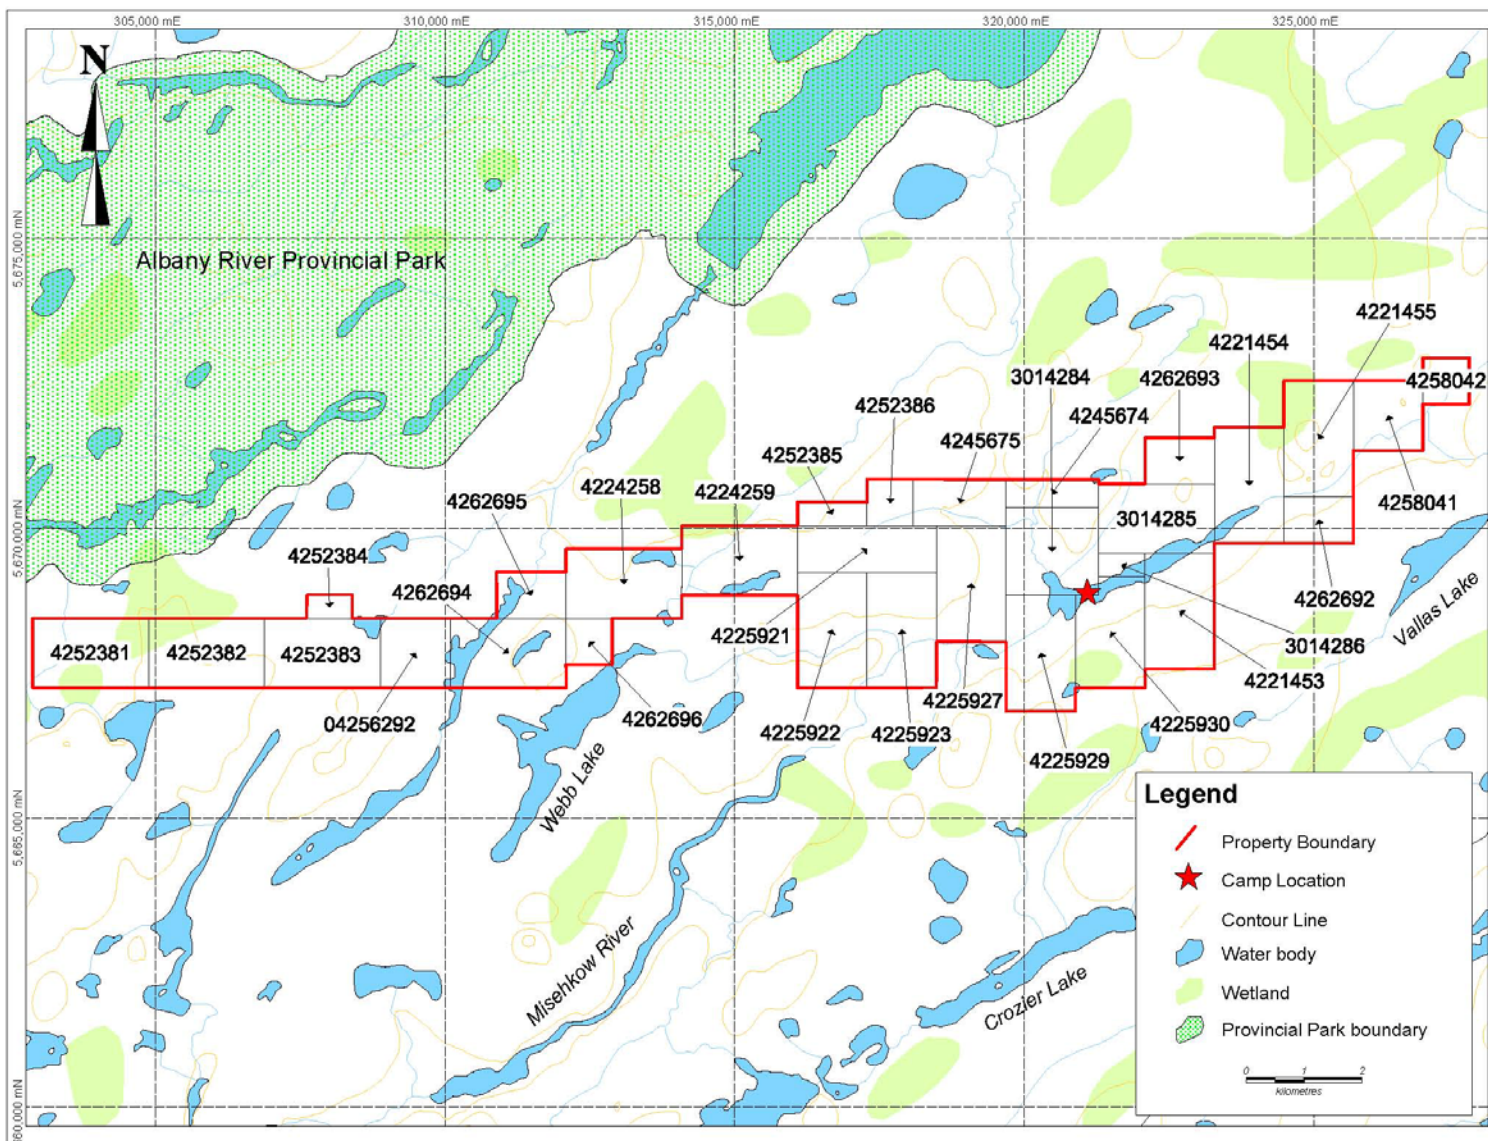 305,000 mE
310,000 mE
315,000 mE
320,000 mE
325,000 mE
N
5,675,000 mN
Albany River Provincial Park
4221455
4221454
3014284
4262693
4258042
4252386
4245674
4245675
4252385
4262695
4224258
4224259
4258041
3014285
5,670,000 mN
4252384
4262694
4262692
Vallas Lake
4252381
4252382
4252383
4225921
3014286
4221453
4225927
04256292
4262696
4225922
4225923
4225930
4225929
Webb Lake
5,665,000 mN
Misehkow River
Crozier Lake
60,000 mN
Legend
Property Boundary
Camp Location
Contour Line
Water body
Wetland
Provincial Park boundary
0 1 2
kilometres